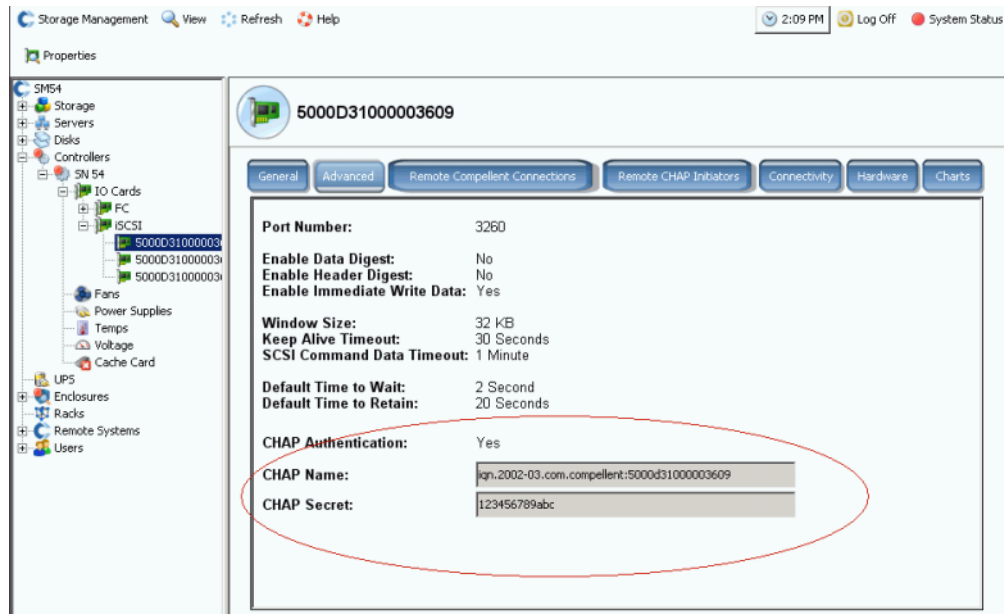 Storage Management View Refresh Help 2:09 PM Log Off System Status
Properties
SM54
Storage
Servers
Disks
Controllers
SN 54
IO Cards
FC
iSCSI
5000D31000003
5000D31000003
5000D31000003
Fans
Power Supplies
Temps
Voltage
Cache Card
UPS
Enclosures
Racks
Remote Systems
Users
5000D31000003609
General Advanced Remote Compellent Connections Remote CHAP Initiators Connectivity Hardware Charts
Port Number: 3260
Enable Data Digest: No
Enable Header Digest: No
Enable Immediate Write Data: Yes
Window Size: 32 KB
Keep Alive Timeout: 30 Seconds
SCSI Command Data Timeout: 1 Minute
Default Time to Wait: 2 Second
Default Time to Retain: 20 Seconds
CHAP Authentication: Yes
CHAP Name: iqn.2002-03.com.compellent:5000d31000003609
CHAP Secret: 123456789abc